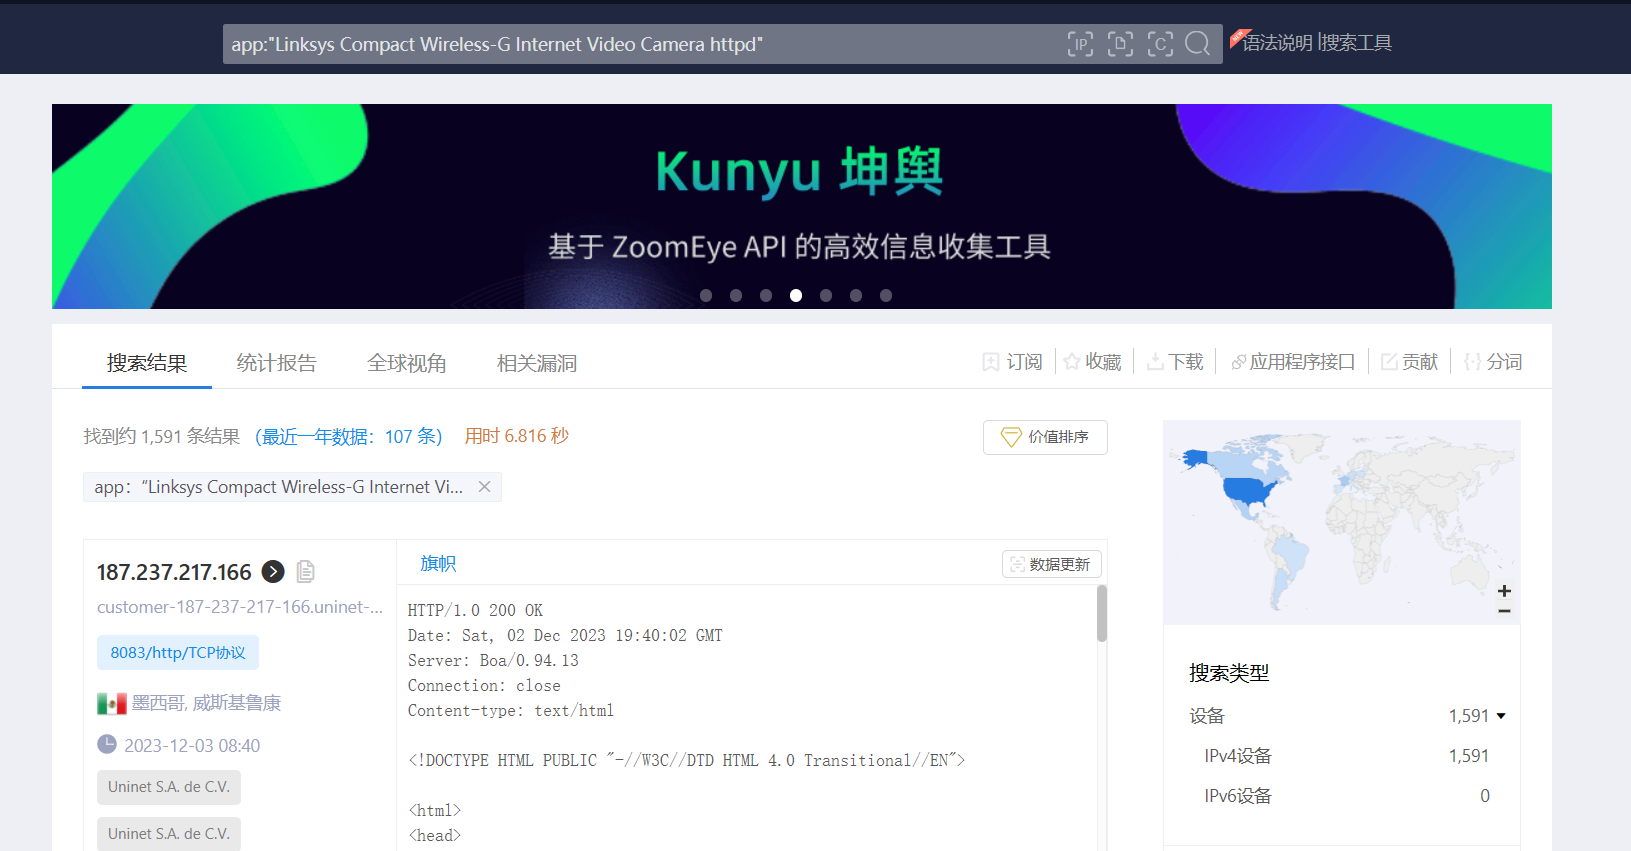 app:"Linksys Compact Wireless-G Internet Video Camera httpd"
IP
C
NEW
语法说明
搜索工具
Kunyu 坤舆
基于 ZoomEye API 的高效信息收集工具
搜索结果
统计报告
全球视角
相关漏洞
订阅
收藏
下载
应用程序接口
贡献
分词
找到约 1,591 条结果 (最近一年数据：107 条) 用时 6.816 秒
价值排序
app：“Linksys Compact Wireless-G Internet Vi...
187.237.217.166
customer-187-237-217-166.uninet-...
8083/http/TCP协议
墨西哥, 威斯基鲁康
2023-12-03 08:40
Uninet S.A. de C.V.
Uninet S.A. de C.V.
旗帜
数据更新
HTTP/1.0 200 OK
Date: Sat, 02 Dec 2023 19:40:02 GMT
Server: Boa/0.94.13
Connection: close
Content-type: text/html
<!DOCTYPE HTML PUBLIC "-//W3C//DTD HTML 4.0 Transitional//EN">
<html>
<head>
搜索类型
设备 1,591
IPv4设备 1,591
IPv6设备 0